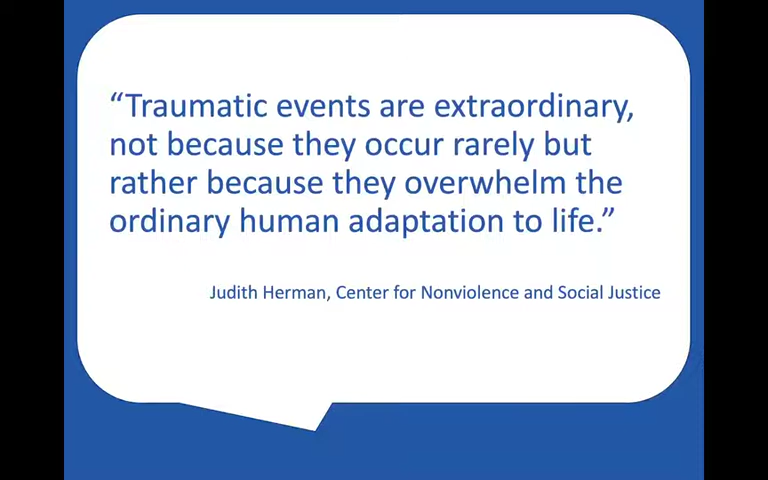 “Traumatic events are extraordinary,
not because they occur rarely but
rather because they overwhelm the
ordinary human adaptation to life.”
Judith Herman, Center for Nonviolence and Social Justice